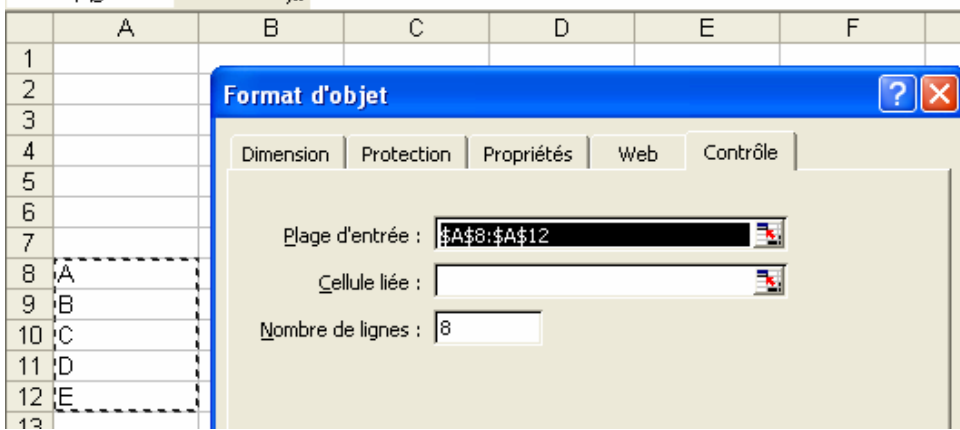 A B C D E F
1
2
Format d'objet
3
4
Dimension Protection Propriétés Web Contrôle
5
6
7
Plage d'entrée : $A$8:$A$12
8 A
Cellule liée :
9 B
10 C
Nombre de lignes : 8
11 D
12 E
13